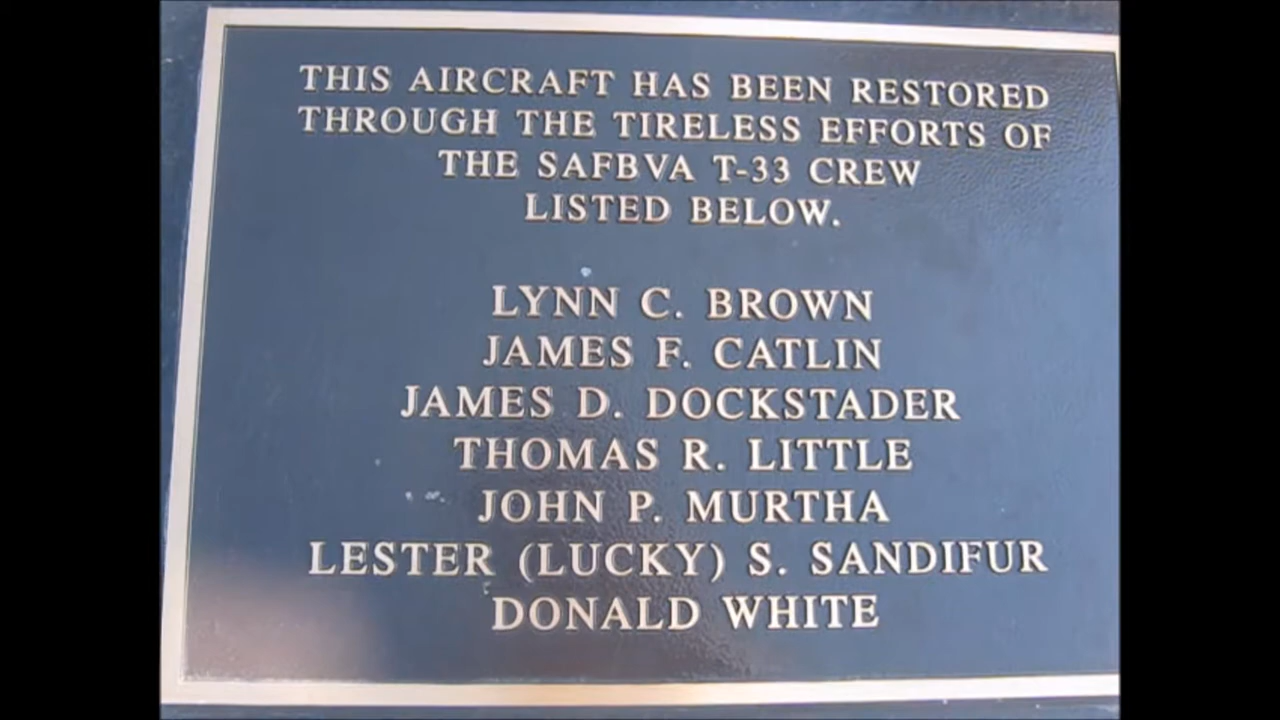 THIS AIRCRAFT HAS BEEN RESTORED
THROUGH THE TIRELESS EFFORTS OF
THE SAFBVA T-33 CREW
LISTED BELOW.
LYNN C. BROWN
JAMES F. CATLIN
JAMES D. DOCKSTADER
THOMAS R. LITTLE
JOHN P. MURTHA
LESTER (LUCKY) S. SANDIFUR
DONALD WHITE